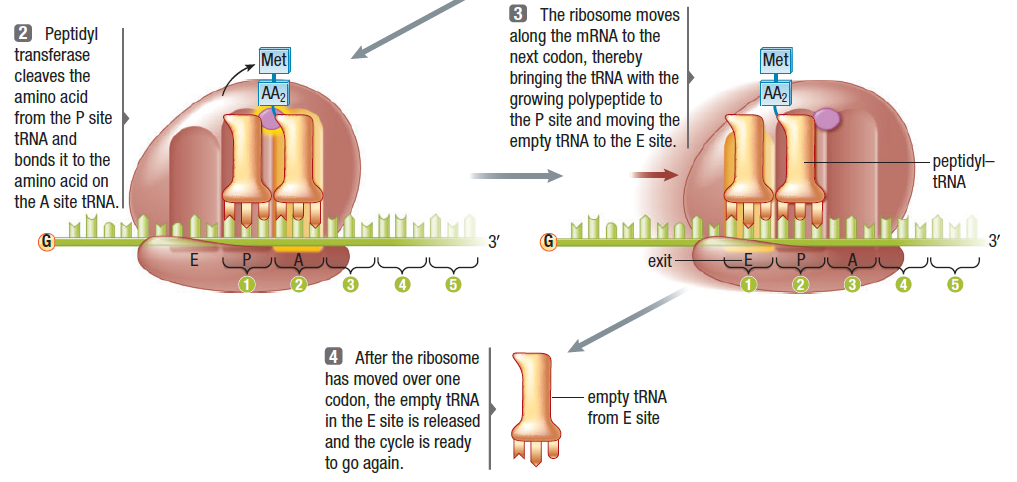 2 Peptidyl
transferase
cleaves the
amino acid
from the P site
tRNA and
bonds it to the
amino acid on
the A site tRNA.
Met
AA2
G
3′
E P A
1 2 3 4 5
3 The ribosome moves
along the mRNA to the
next codon, thereby
bringing the tRNA with the
growing polypeptide to
the P site and moving the
empty tRNA to the E site.
Met
AA2
peptidyl–
tRNA
G
3′
exit E P A
1 2 3 4 5
4 After the ribosome
has moved over one
codon, the empty tRNA
in the E site is released
and the cycle is ready
to go again.
empty tRNA
from E site